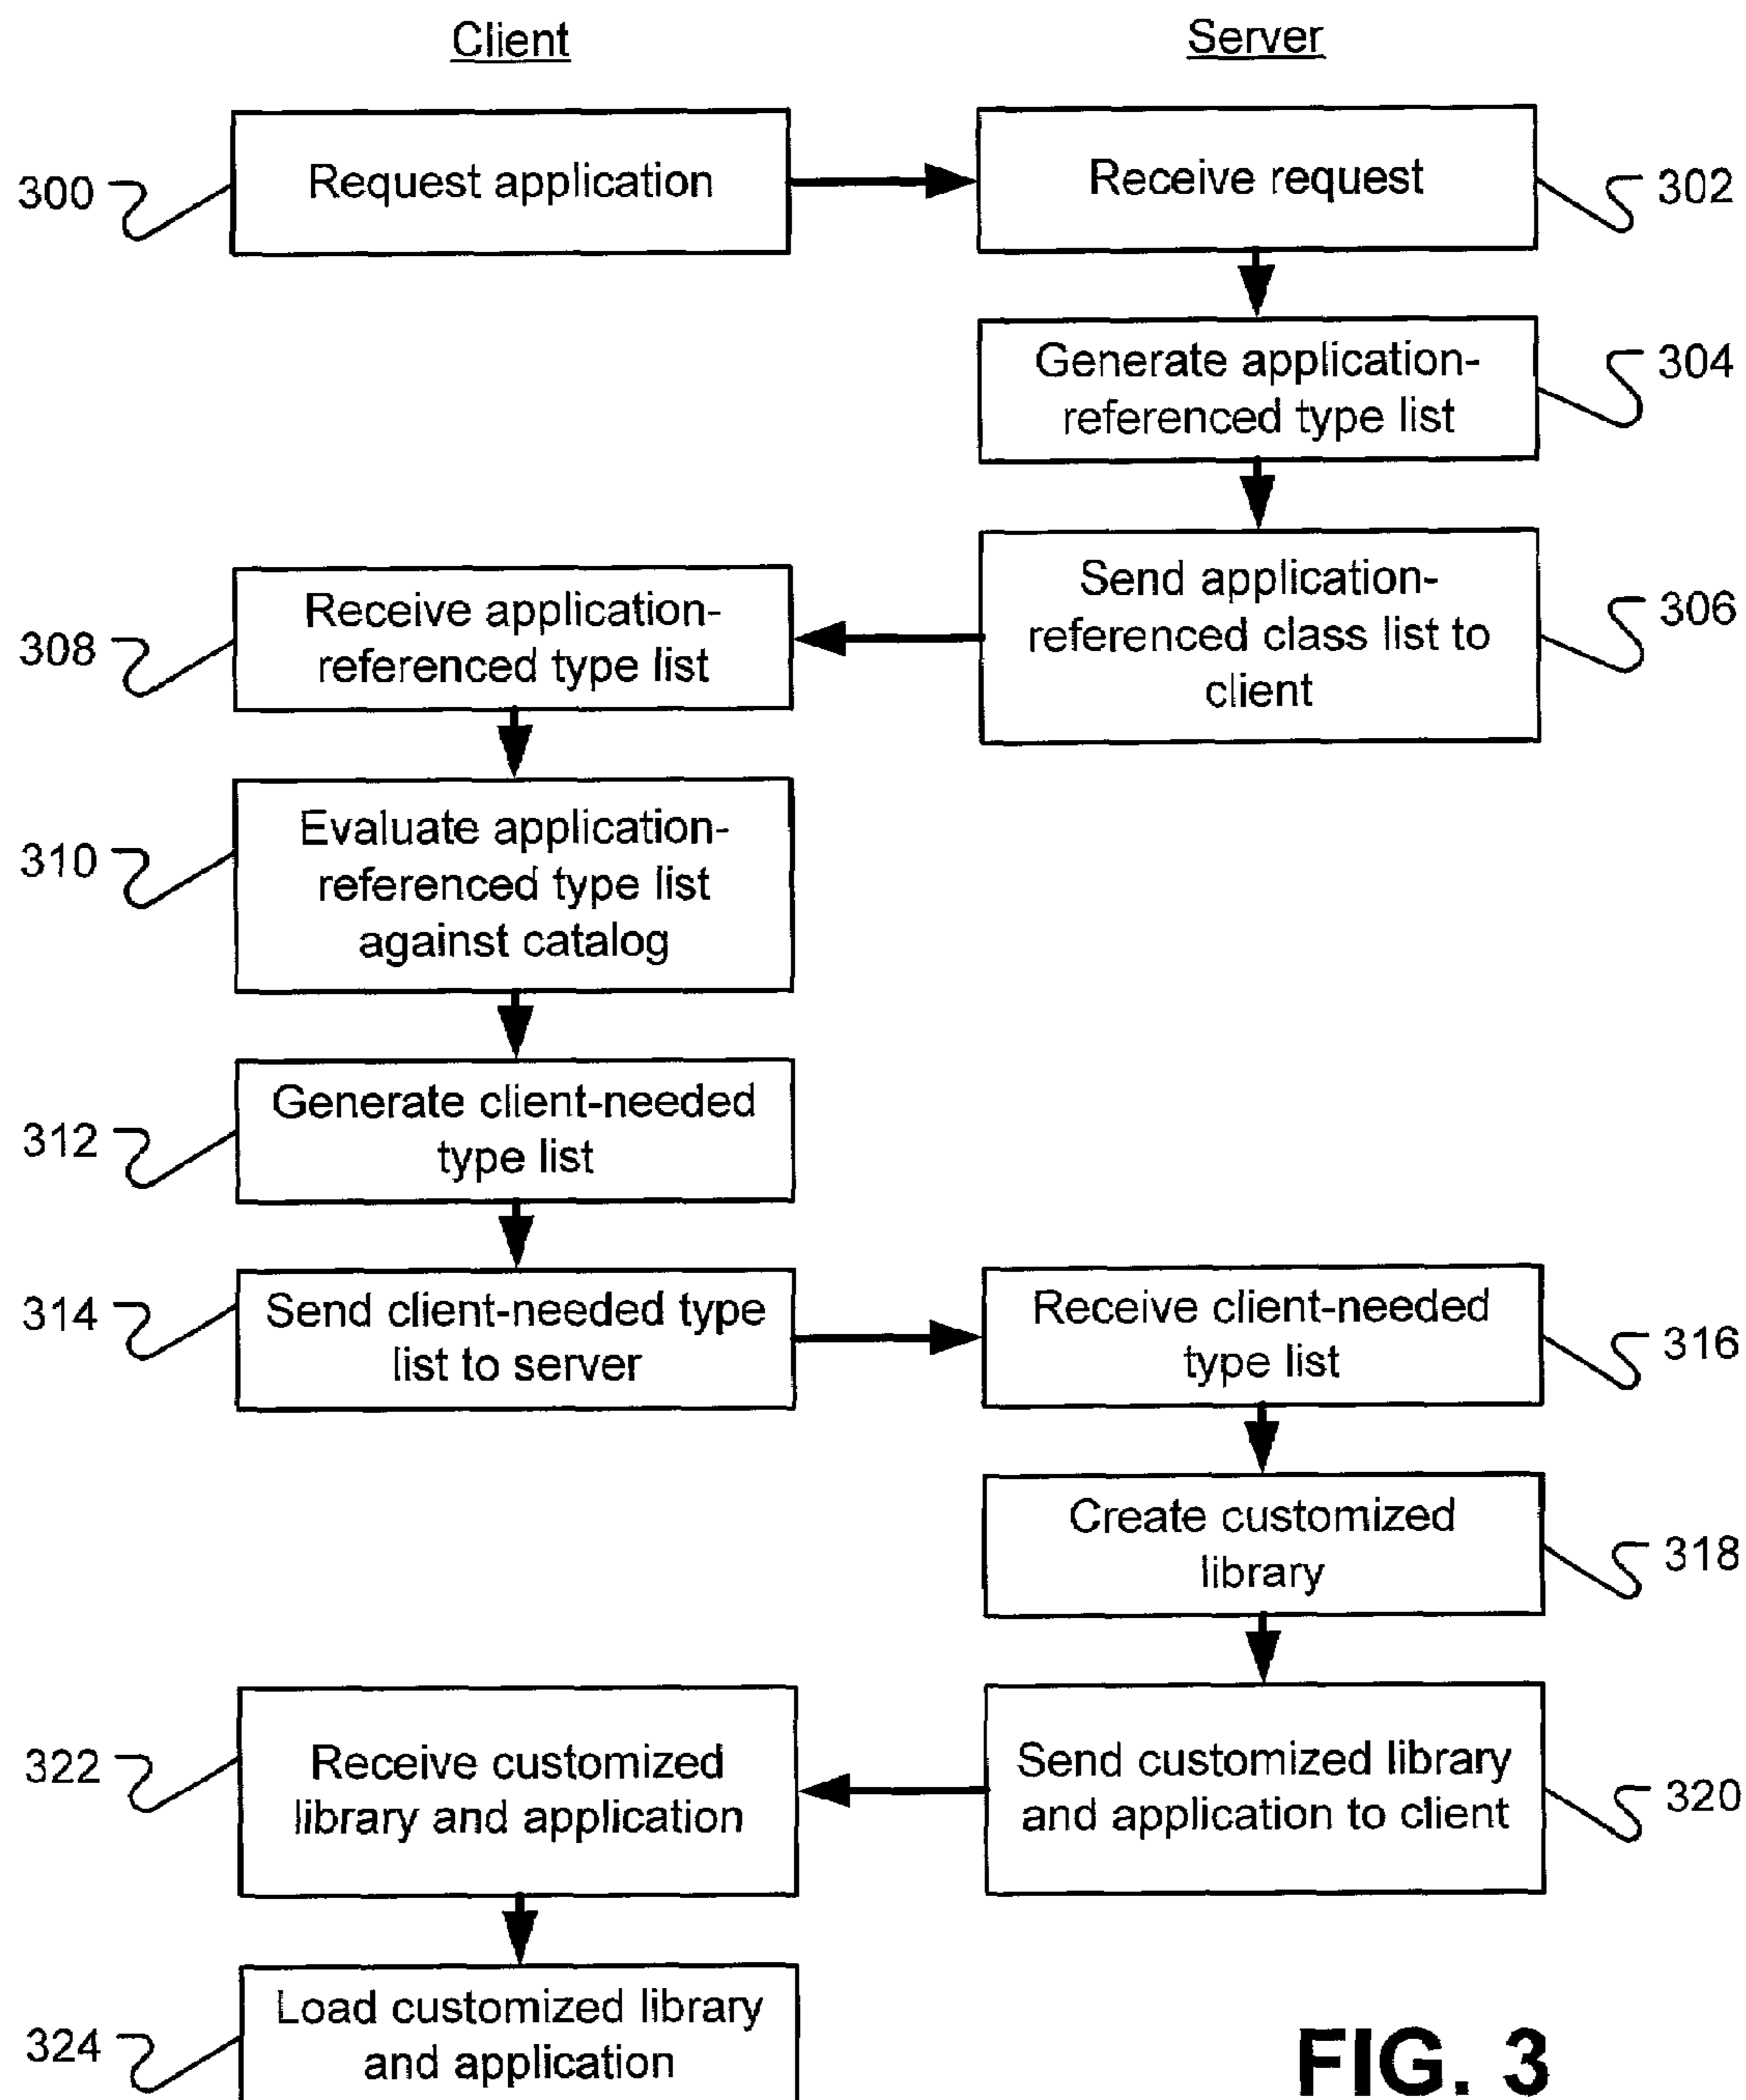 Client
Server
300
Request application
Receive request
302
Generate application-
referenced type list
304
Send application-
referenced class list to
client
306
308
Receive application-
referenced type list
310
Evaluate application-
referenced type list
against catalog
312
Generate client-needed
type list
314
Send client-needed type
list to server
Receive client-needed
type list
316
Create customized
library
318
Send customized library
and application to client
320
322
Receive customized
library and application
324
Load customized library
and application
FIG. 3